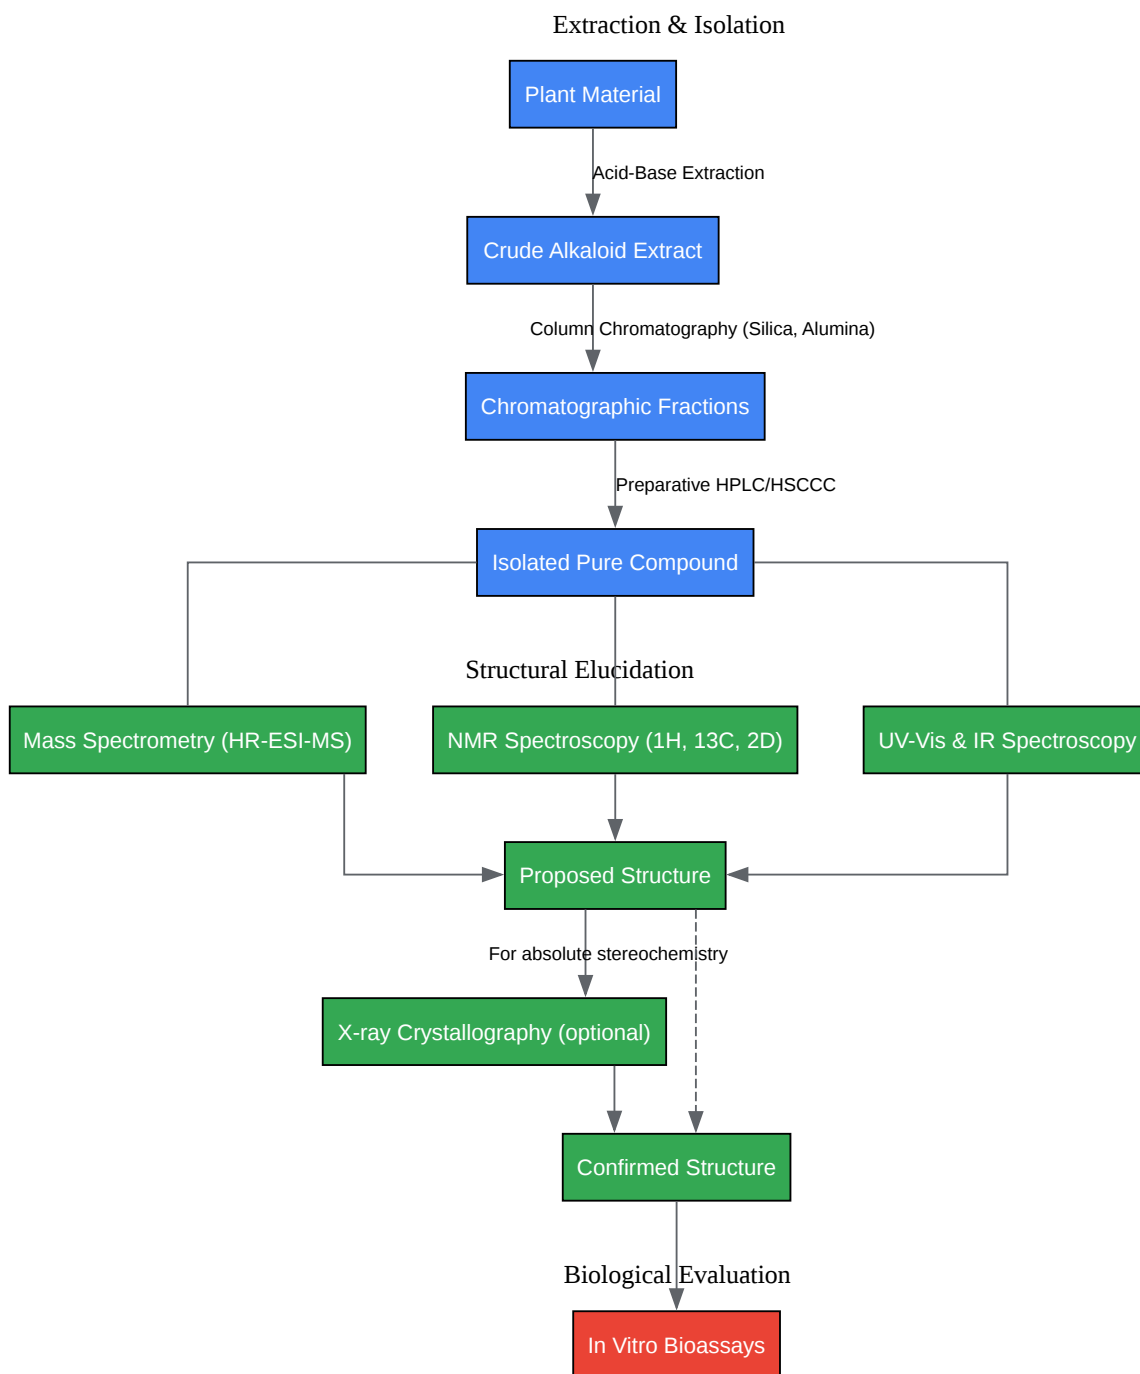 Extraction & Isolation
Plant Material
Acid-Base Extraction
Crude Alkaloid Extract
Column Chromatography (Silica, Alumina)
Chromatographic Fractions
Preparative HPLC/HSCCC
Isolated Pure Compound
Structural Elucidation
Mass Spectrometry (HR-ESI-MS)
NMR Spectroscopy (1H, 13C, 2D)
UV-Vis & IR Spectroscopy
Proposed Structure
For absolute stereochemistry
X-ray Crystallography (optional)
Confirmed Structure
Biological Evaluation
In Vitro Bioassays